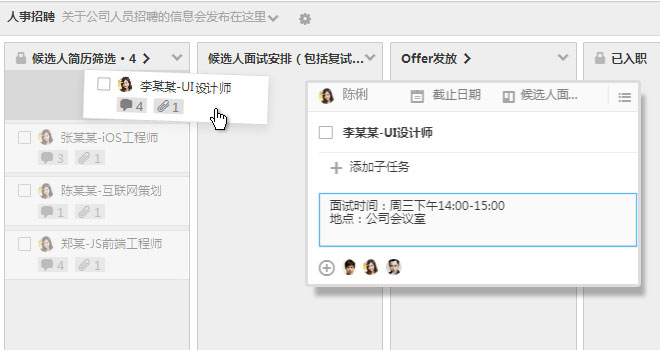 人事招聘 关于公司人员招聘的信息会发布在这里
候选人简历筛选·4
候选人面试安排（包括复试...
Offer发放
已入职
李某某-UI设计师
4 1
张某某-iOS工程师
3 1
陈某某-互联网策划
1 1
郑某-JS前端工程师
4 1
陈俐 截止日期 候选人面...
李某某-UI设计师
添加子任务
面试时间：周三下午14:00-15:00
地点：公司会议室